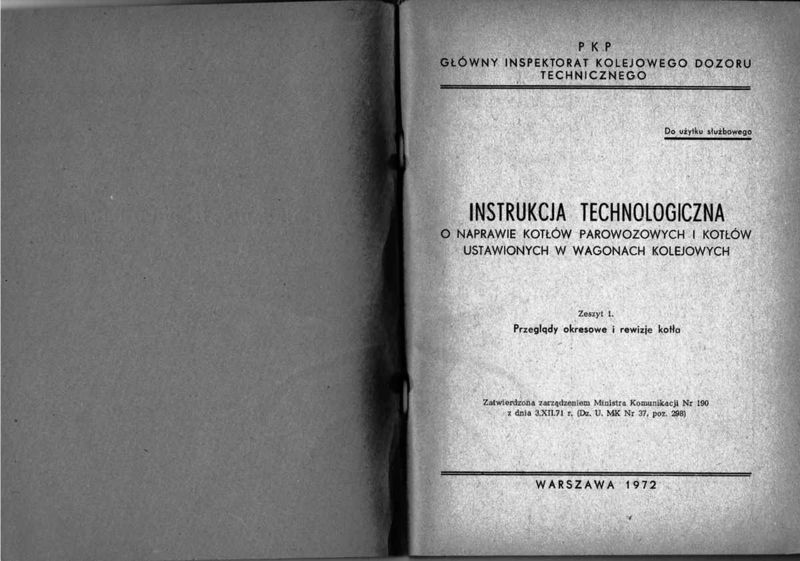 P K P
GŁÓWNY INSPEKTORAT KOLEJOWEGO DOZORU
TECHNICZNEGO
Do użytku służbowego
INSTRUKCJA TECHNOLOGICZNA
O NAPRAWIE KOTŁÓW PAROWOZOWYCH I KOTŁÓW
USTAWIONYCH W WAGONACH KOLEJOWYCH
Zeszyt 1.
Przeglądy okresowe i rewizje kotła
Zatwierdzona zarządzeniem Ministra Komunikacji Nr 190
z dnia 3.XII.71 r. (Dz. U. MK Nr 37, poz. 298)
WARSZAWA 1972